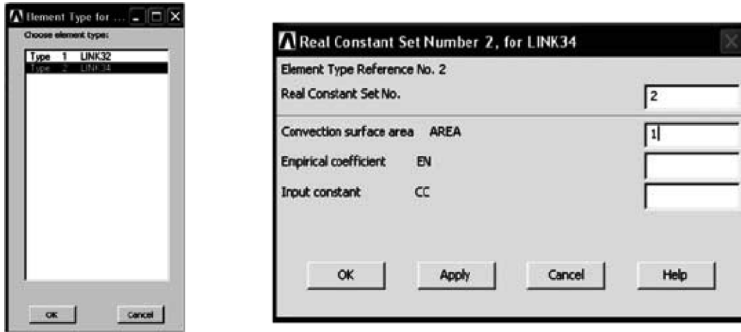 Element Type for ...
Choose element type:
Type 1 LINK32
Type 2 LINK34
OK
Cancel
Real Constant Set Number 2, for LINK34
Element Type Reference No. 2
Real Constant Set No.
2
Convection surface area AREA
1
Empirical coefficient EN
Input constant CC
OK
Apply
Cancel
Help